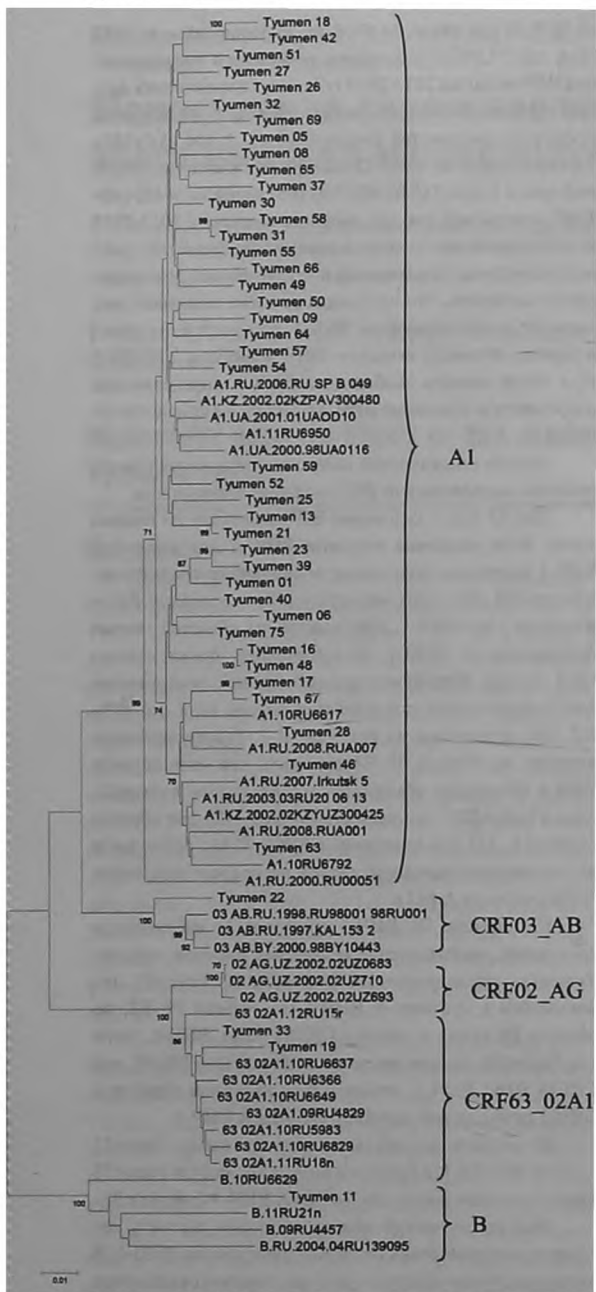 Tyumen 18
100
Tyumen 42
Tyumen 51
Tyumen 27
Tyumen 26
Tyumen 32
Tyumen 69
Tyumen 05
Tyumen 08
Tyumen 65
Tyumen 37
Tyumen 30
Tyumen 58
Tyumen 31
Tyumen 55
Tyumen 66
Tyumen 49
Tyumen 50
Tyumen 09
Tyumen 64
Tyumen 57
Tyumen 54
A1.RU.2006.RU SP B 049
A1.KZ.2002.02KZPAV300480
A1.UA.2001.01UAOD10
A1.11RU6950
A1.UA.2000.98UA0116
A1
Tyumen 59
Tyumen 52
Tyumen 25
Tyumen 13
99
Tyumen 21
71
Tyumen 23
99
Tyumen 39
Tyumen 01
Tyumen 40
Tyumen 06
Tyumen 75
Tyumen 16
100
Tyumen 48
Tyumen 17
Tyumen 67
74
A1.10RU6617
Tyumen 28
A1.RU.2008.RUA007
Tyumen 46
70
A1.RU.2007.Irkutsk 5
A1.RU.2003.03RU20 06 13
A1.KZ.2002.02KZYUZ300425
A1.RU.2008.RUA001
Tyumen 63
A1.10RU6792
A1.RU.2000.RU00051
Tyumen 22
100
03 AB.RU.1998.RU98001 98RU001
03 AB.RU.1997.KAL153 2
92
03 AB.BY.2000.98BY10443
CRF03_AB
70
02 AG.UZ.2002.02UZ0683
100
02 AG.UZ.2002.02UZ710
02 AG.UZ.2002.02UZ693
CRF02_AG
100
63 02A1.12RU15r
Tyumen 33
Tyumen 19
63 02A1.10RU6637
63 02A1.10RU6366
63 02A1.10RU6649
CRF63_02A1
63 02A1.09RU4829
63 02A1.10RU5983
63 02A1.10RU6829
63 02A1.11RU18n
B.10RU6629
100
Tyumen 11
B.11RU21n
B
B.09RU4457
B.RU.2004.04RU139095
0.01